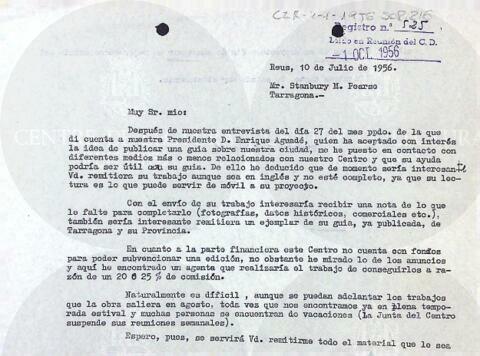 CZR-1-1-1956
Registro n.º 525
Leído en Reunión del C. D.
-1 OCT. 1956
Reus, 10 de Julio de 1956.
Mr. Stanbury M. Pearse
Tarragona.-
Muy Sr. mio:
Después de nuestra entrevista del día 27 del mes ppdo. de la que
di cuenta a nuestro Presidente D. Enrique Aguadé, quien ha aceptado con interés
la idea de publicar una guia sobre nuestra ciudad, me he puesto en contacto con
diferentes medios más o menos relacionados con nuestro Centro y que su ayuda
podría ser útil a su guía. De ello he deducido que de momento sería interesante
Vd. remitiera su trabajo aunque sea en inglés y no esté completo, ya que su lec-
tura es lo que puede servir de móvil a su proyecto.
Con el envío de su trabajo interesaría recibir una nota de lo que
le falte para completarlo (fotografías, datos históricos, comerciales etc.),
también sería interesante remitiera un ejemplar de su guia, ya publicada, de
Tarragona y su Provincia.
En cuanto a la parte financiera este Centro no cuenta con fondos
para poder subvencionar una edición, no obstante he mirado lo de los anuncios
y aquí he encontrado un agente que realizaría el trabajo de conseguirlos a ra-
zón de un 20 ó 25 % de comisión.
Naturalmente es difícil , aunque se puedan adelantar los trabajos
que la obra saliera en agosto, toda vez que nos encontramos ya en plena tempo-
rada estival y muchas personas se encuentran de vacaciones (la Junta del Centro
suspende sus reuniones semanales).
Espero, pues, se servirá Vd. remitirme todo el material que le sea